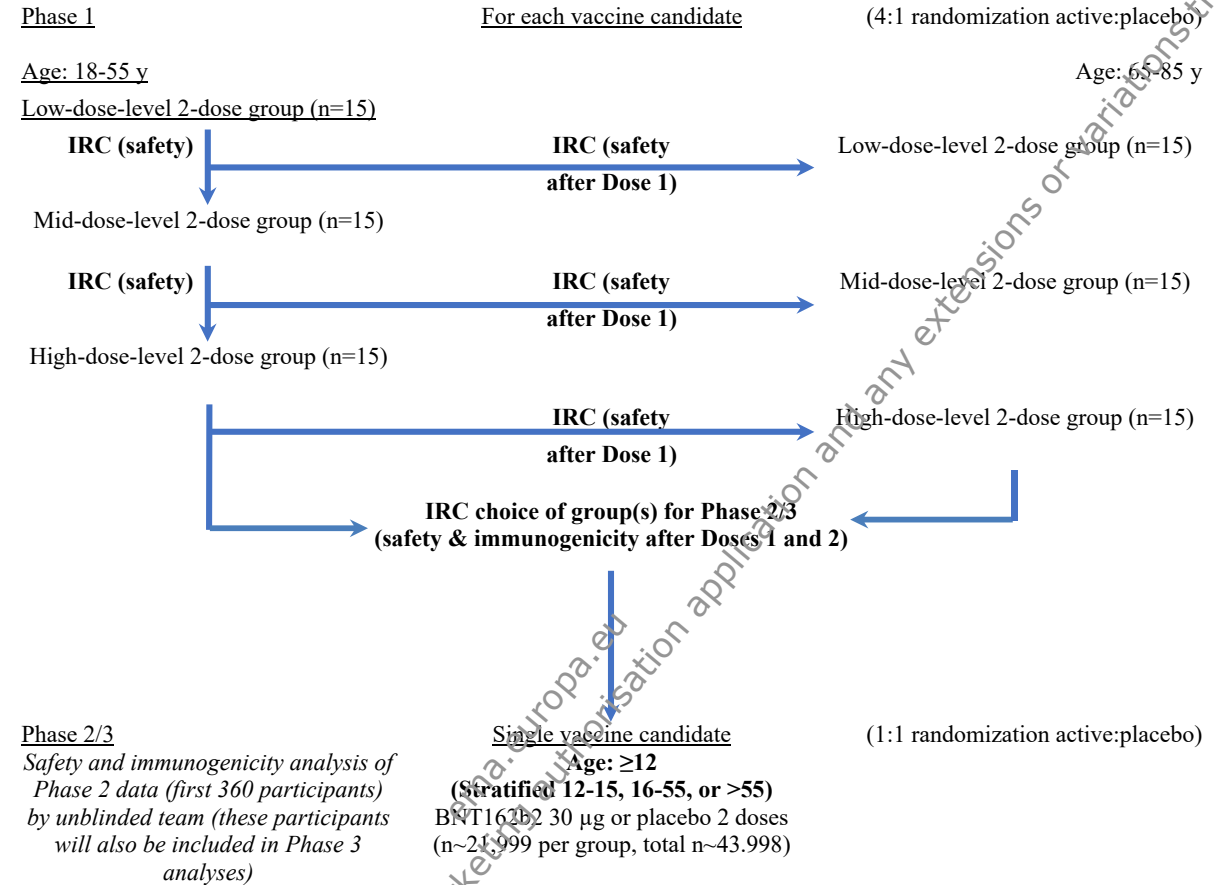 Phase 1
For each vaccine candidate
(4:1 randomization active:placebo)
Age: 18-55 y
Age: 65-85 y
Low-dose-level 2-dose group (n=15)
IRC (safety)
IRC (safety
after Dose 1)
Low-dose-level 2-dose group (n=15)
Mid-dose-level 2-dose group (n=15)
IRC (safety)
IRC (safety
after Dose 1)
Mid-dose-level 2-dose group (n=15)
High-dose-level 2-dose group (n=15)
IRC (safety
after Dose 1)
High-dose-level 2-dose group (n=15)
IRC choice of group(s) for Phase 2/3
(safety & immunogenicity after Doses 1 and 2)
Phase 2/3
Safety and immunogenicity analysis of
Phase 2 data (first 360 participants)
by unblinded team (these participants
will also be included in Phase 3
analyses)
Single vaccine candidate
Age: ≥12
(Stratified 12-15, 16-55, or >55)
BNT162b2 30 µg or placebo 2 doses
(n~21,999 per group, total n~43.998)
(1:1 randomization active:placebo)
ema.europa.eu
authorisation application and any extensions or variations